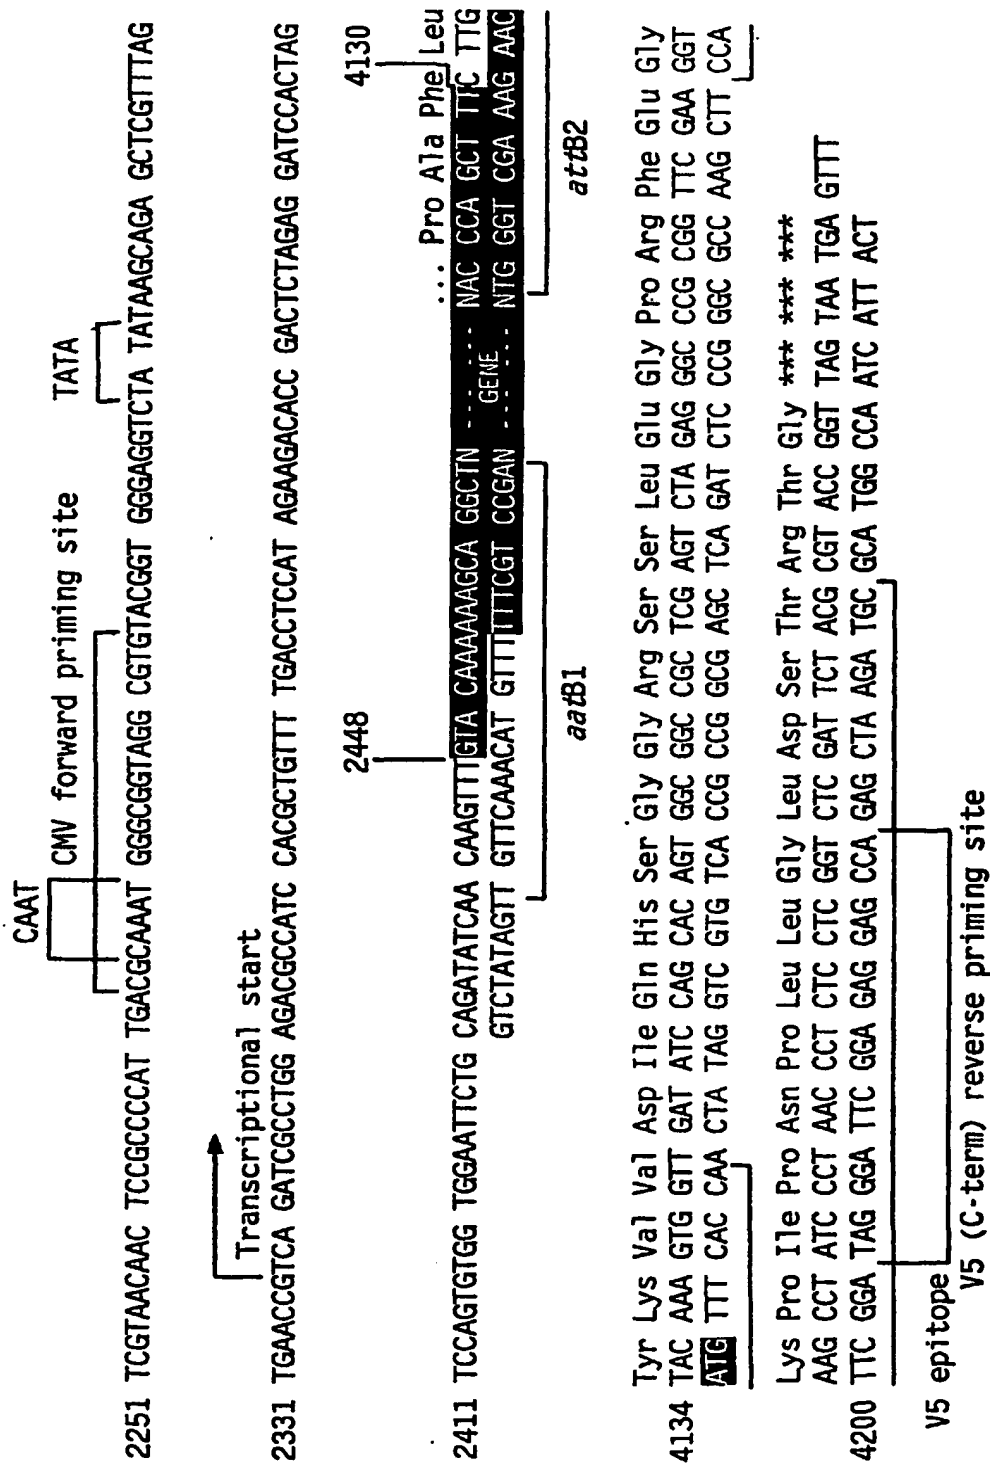 CAAT
CMV forward priming site
TATA
2251 TCGTAACAAC TCCGCCCCAT TGACGCAAAT GGGCGGTAGG CGTGTACGGT GGGAGGTCTA TATAAGCAGA GCTCGTTTAG
Transcriptional start
2331 TGAACCGTCA GATCGCCTGG AGACGCCATC CACGCTGTTT TGACCTCCAT AGAAGACACC GACTCTAGAG GATCCACTAG
2448
4130
... Pro Ala Phe Leu
2411 TCCAGTGTGG TGGAATTCTG CAGATATCAA CAAGTTTGTA CAAAAAAGCA GGCTN ---- --- NAC CCA GCT TTC TTG
GENE
GTCTATAGTT GTTCAAACAT GTTTTTTCGT CCGAN --- --- NTG GGT CGA AAG AAC
aatB1
attB2
Tyr Lys Val Val Asp Ile Gln His Ser Gly Gly Arg Ser Ser Leu Glu Gly Pro Arg Phe Glu Gly
4134 TAC AAA GTG GTT GAT ATC CAG CAC AGT GGC GGC CGC TCG AGT CTA GAG GGC CCG CGG TTC GAA GGT
ATG TTT CAC CAA CTA TAG GTC GTG TCA CCG CCG GCG AGC TCA GAT CTC CCG GGC GCC AAG CTT CCA
Lys Pro Ile Pro Asn Pro Leu Leu Gly Leu Asp Ser Thr Arg Thr Gly *** *** ***
AAG CCT ATC CCT AAC CCT CTC CTC GGT CTC GAT TCT ACG CGT ACC GGT TAG TAA TGA GTTT
4200 TTC GGA TAG GGA TTC GGA GAG GAG CCA GAG CTA AGA TGC GCA TGG CCA ATC ATT ACT
V5 epitope
V5 (C-term) reverse priming site